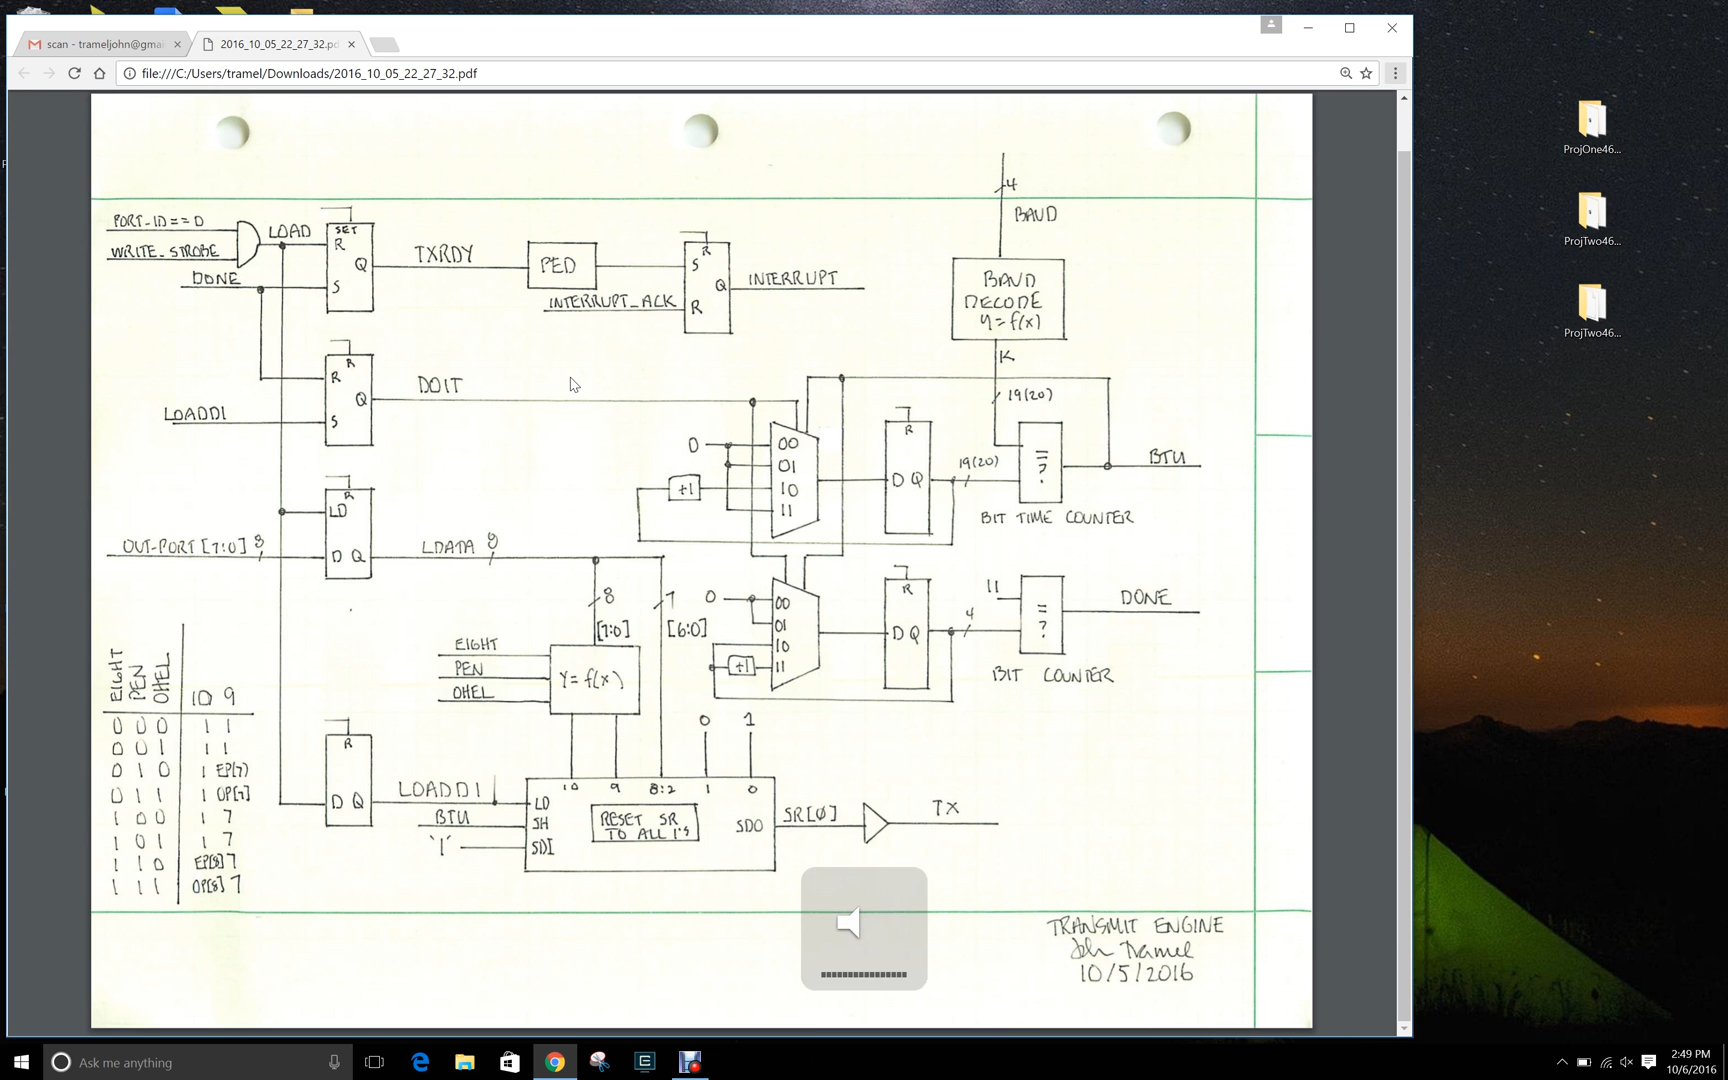 scan - trameljohn@gmai
2016_10_05_22_27_32.pd
file:///C:/Users/tramel/Downloads/2016_10_05_22_27_32.pdf
ProjOne46...
ProjTwo46...
ProjTwo46...
4
BAUD
PORT_ID == 0
WRITE_STROBE
LOAD
DONE
SET
R
Q
S
TXRDY
PED
INTERRUPT_ACK
R
S
Q
R
INTERRUPT
BAUD
DECODE
y = f(x)
K
19(20)
R
R
Q
S
LOADD1
DOIT
0
00
01
10
11
+1
R
D Q
19(20)
=
?
BTU
BIT TIME COUNTER
R
LD
D Q
OUT-PORT [7:0] 8
LDATA 8
8
[7:0]
7
[6:0]
0
00
01
10
11
+1
R
D Q
4
11
=
?
DONE
BIT COUNTER
EIGHT
PEN
OHEL
Y = f(x)
EIGHT PEN OHEL 10 9
0 0 0 1 1
0 0 1 1 1
0 1 0 1 EP(7)
0 1 1 1 OP[7]
1 0 0 1 7
1 0 1 1 7
1 1 0 EP[8] 7
1 1 1 OP[8] 7
R
D Q
LOADD1
BTU
'1'
0 1
10 9 8:2 1 0
LD
SH
SDI
RESET SR
TO ALL 1's
SDO
SR[0]
TX
TRANSMIT ENGINE
John Tramel
10/5/2016
Ask me anything
2:49 PM
10/6/2016